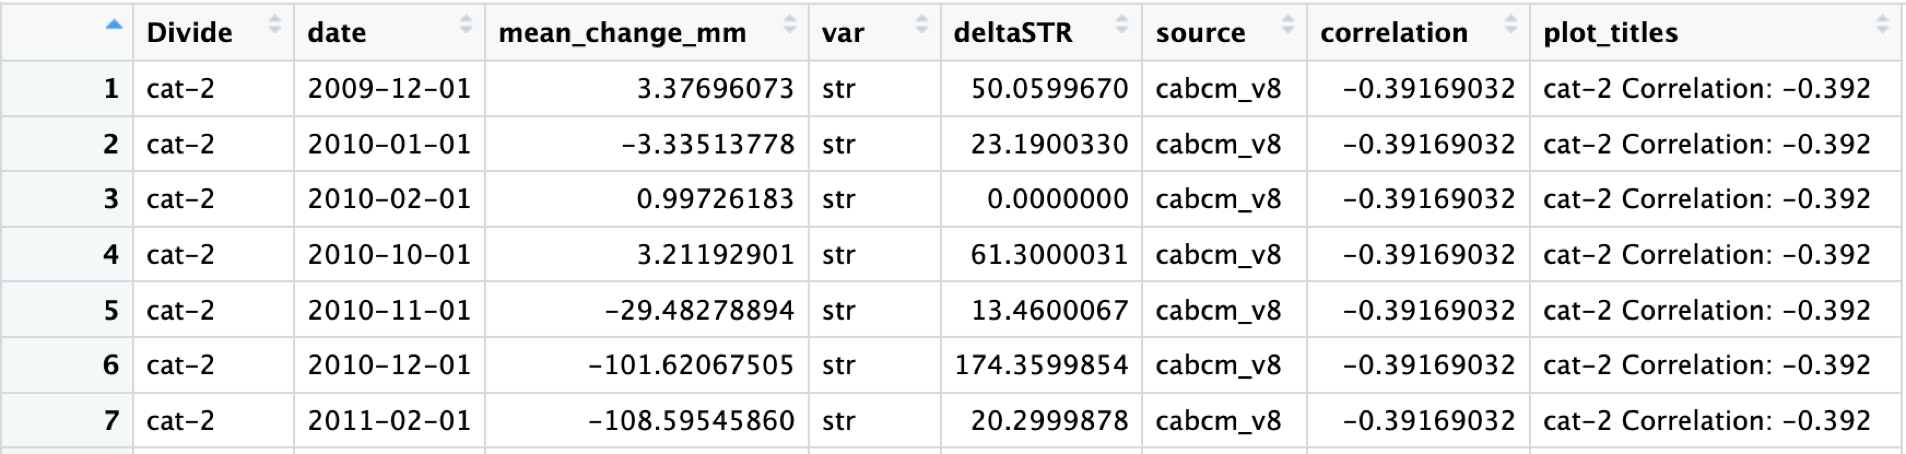 Divide date mean_change_mm var deltaSTR source correlation plot_titles
1 cat-2 2009-12-01 3.37696073 str 50.0599670 cabcm_v8 -0.39169032 cat-2 Correlation: -0.392
2 cat-2 2010-01-01 -3.33513778 str 23.1900330 cabcm_v8 -0.39169032 cat-2 Correlation: -0.392
3 cat-2 2010-02-01 0.99726183 str 0.0000000 cabcm_v8 -0.39169032 cat-2 Correlation: -0.392
4 cat-2 2010-10-01 3.21192901 str 61.3000031 cabcm_v8 -0.39169032 cat-2 Correlation: -0.392
5 cat-2 2010-11-01 -29.48278894 str 13.4600067 cabcm_v8 -0.39169032 cat-2 Correlation: -0.392
6 cat-2 2010-12-01 -101.62067505 str 174.3599854 cabcm_v8 -0.39169032 cat-2 Correlation: -0.392
7 cat-2 2011-02-01 -108.59545860 str 20.2999878 cabcm_v8 -0.39169032 cat-2 Correlation: -0.392